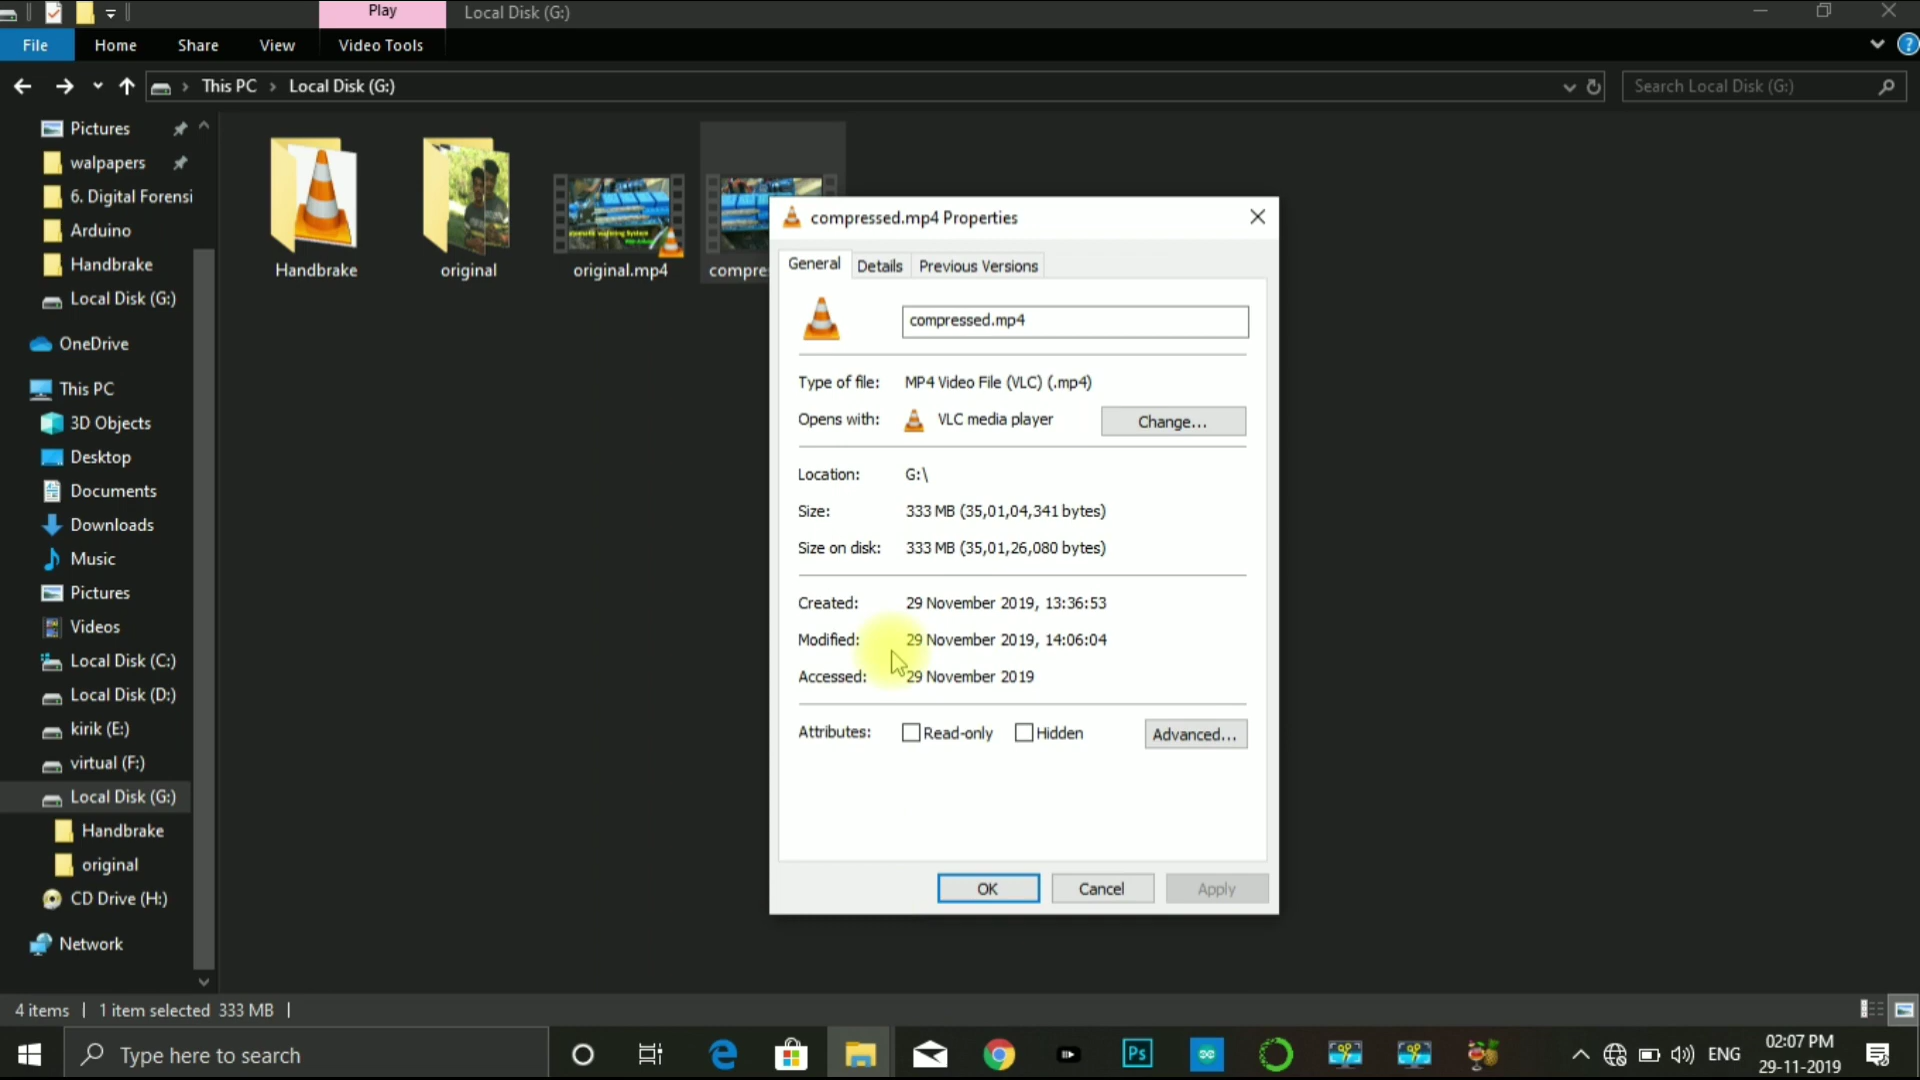 Play
Local Disk (G:)
File
Home
Share
View
Video Tools
This PC
Local Disk (G:)
Search Local Disk (G:)
Pictures
walpapers
6. Digital Forensi
Arduino
Handbrake
Local Disk (G:)
OneDrive
This PC
3D Objects
Desktop
Documents
Downloads
Music
Pictures
Videos
Local Disk (C:)
Local Disk (D:)
kirik (E:)
virtual (F:)
Local Disk (G:)
Handbrake
original
CD Drive (H:)
Network
Handbrake
original
original.mp4
compre
compressed.mp4 Properties
General
Details
Previous Versions
compressed.mp4
Type of file: MP4 Video File (VLC) (.mp4)
Opens with: VLC media player
Change...
Location: G:\
Size: 333 MB (35,01,04,341 bytes)
Size on disk: 333 MB (35,01,26,080 bytes)
Created: 29 November 2019, 13:36:53
Modified: 29 November 2019, 14:06:04
Accessed: 29 November 2019
Attributes: Read-only Hidden
Advanced...
OK
Cancel
Apply
4 items
1 item selected 333 MB
Type here to search
Ps
ENG
02:07 PM
29-11-2019